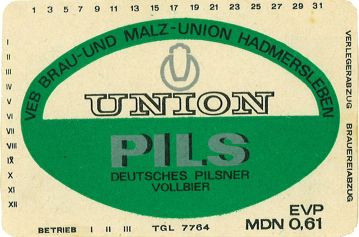 1 3 5 7 9 11 13 15 17 19 21 23 25 27 29 31
VEB BRAU-UND MALZ-UNION HADMERSLEBEN
I
II
III
IV
V
VI
VII
VIII
IX
X
XI
XII
U
UNION
PILS
DEUTSCHES PILSNER
VOLLBIER
VERLEGERABZUG BRAUEREIABZUG
EVP
MDN 0,61
BETRIEB I II III TGL 7764